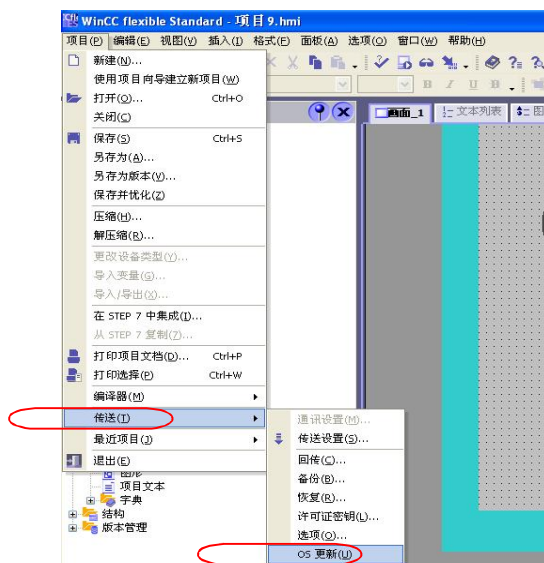 WinCC flexible Standard - 项目9.hmi
项目(P) 编辑(E) 视图(V) 插入(I) 格式(F) 面板(A) 选项(O) 窗口(W) 帮助(H)
新建(N)...
使用项目向导建立新项目(W)
打开(O)... Ctrl+O
关闭(C)
画面_1 文本列表 图
保存(S) Ctrl+S
另存为(A)...
另存为版本(V)...
保存并优化(Z)
压缩(H)...
解压缩(R)...
更改设备类型(Y)...
导入变量(G)...
导入/导出(X)...
在 STEP 7 中集成(I)...
从 STEP 7 复制(7)...
打印项目文档(D)... Ctrl+P
打印选择(P) Ctrl+W
编译器(M)
传送(T)
通讯设置(M)...
最近项目(J)
传送设置(S)...
退出(E)
回传(C)...
图形
备份(B)...
项目文本
字典
恢复(R)...
结构
许可证密钥(L)...
版本管理
选项(O)...
OS 更新(U)